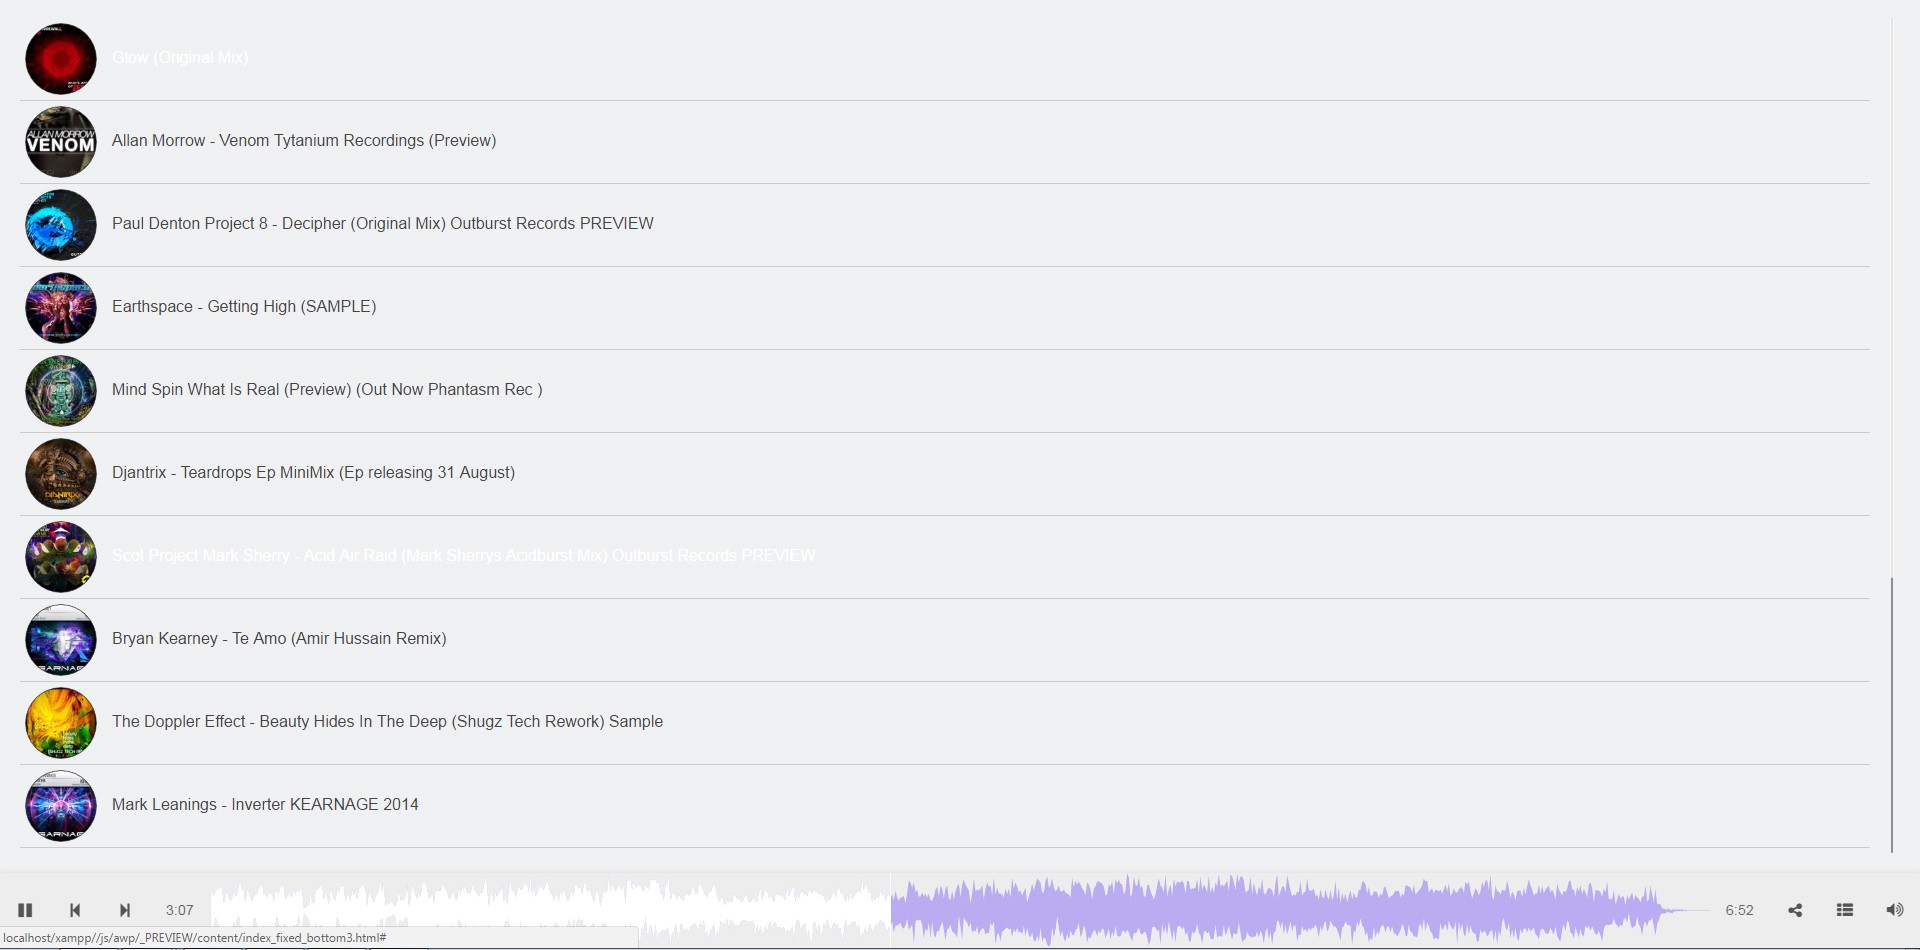 Glow (Original Mix)
ALLAN MORROW
VENOM
Allan Morrow - Venom Tytanium Recordings (Preview)
Paul Denton Project 8 - Decipher (Original Mix) Outburst Records PREVIEW
Earthspace - Getting High (SAMPLE)
Mind Spin What Is Real (Preview) (Out Now Phantasm Rec )
Djantrix - Teardrops Ep MiniMix (Ep releasing 31 August)
Scot Project Mark Sherry - Acid Air Raid (Mark Sherrys Acidburst Mix) Outburst Records PREVIEW
Bryan Kearney - Te Amo (Amir Hussain Remix)
The Doppler Effect - Beauty Hides In The Deep (Shugz Tech Rework) Sample
Mark Leanings - Inverter KEARNAGE 2014
3:07
6:52
localhost/xampp//js/awp/_PREVIEW/content/index_fixed_bottom3.html#